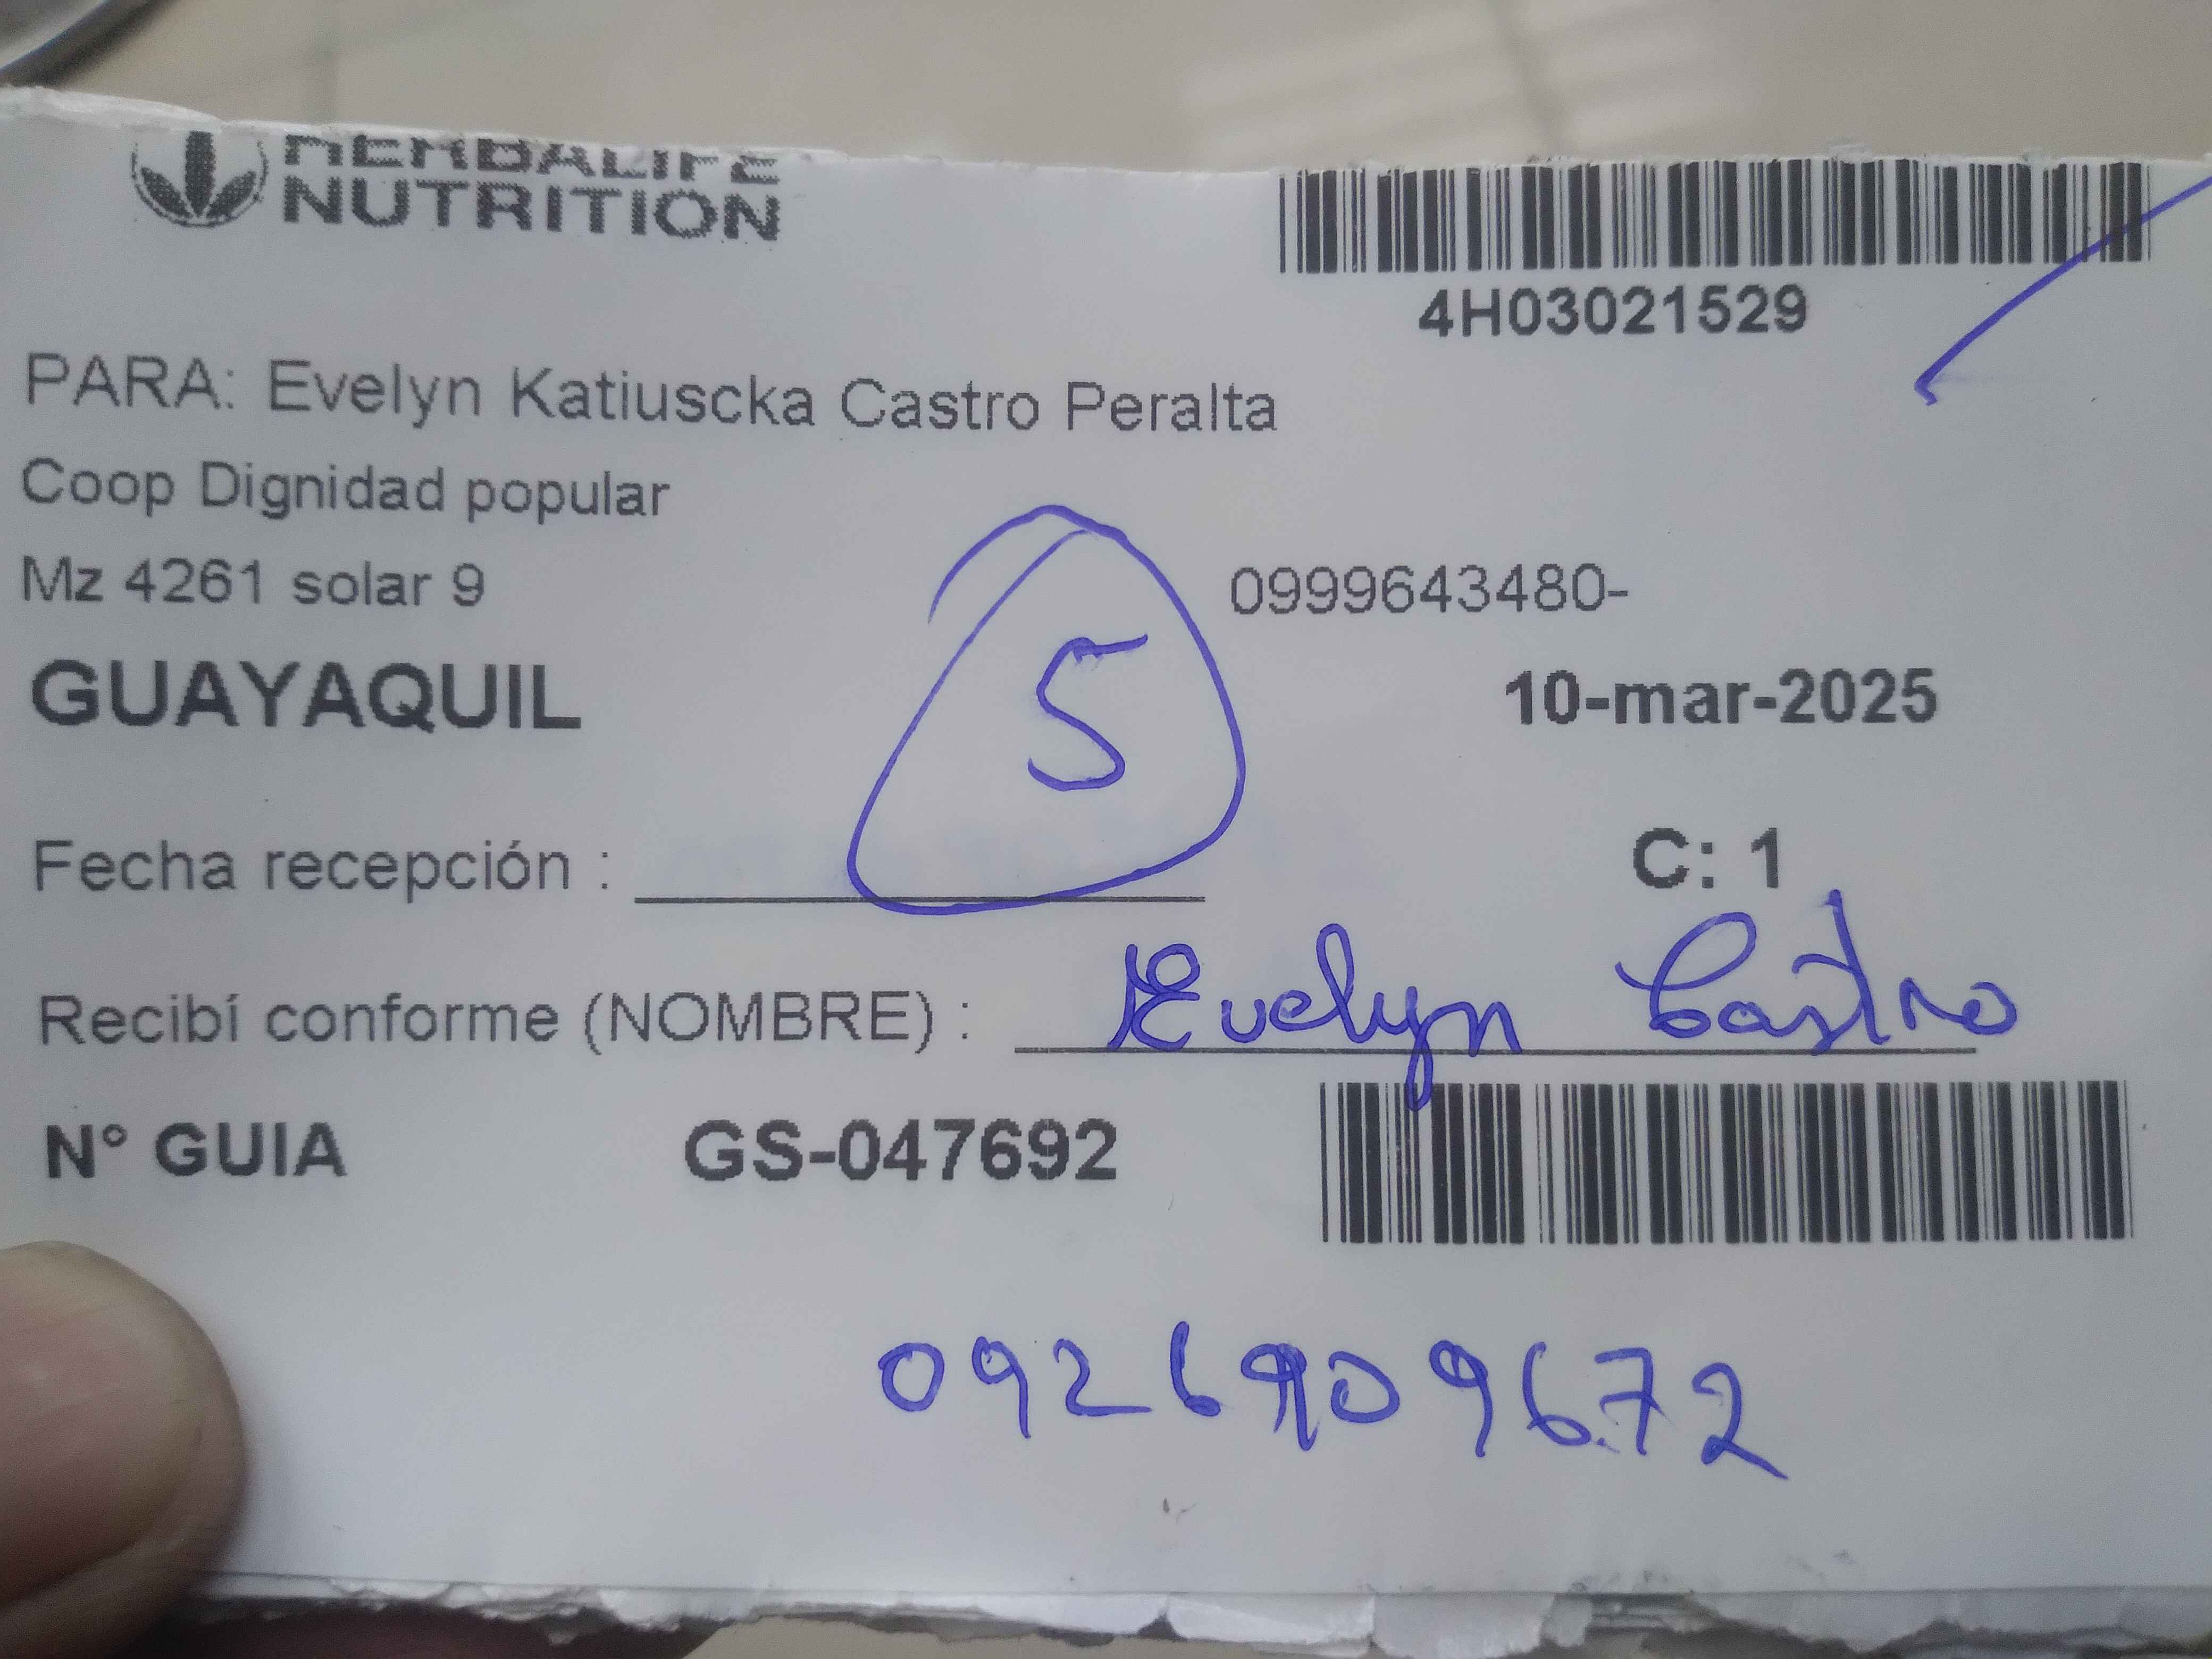 HERBALIFE
NUTRITION
4H03021529
PARA: Evelyn Katiuscka Castro Peralta
Coop Dignidad popular
Mz 4261 solar 9
0999643480-
GUAYAQUIL
5
10-mar-2025
Fecha recepción :
C: 1
Recibí conforme (NOMBRE) : Evelyn Castro
N° GUIA GS-047692
0926909672